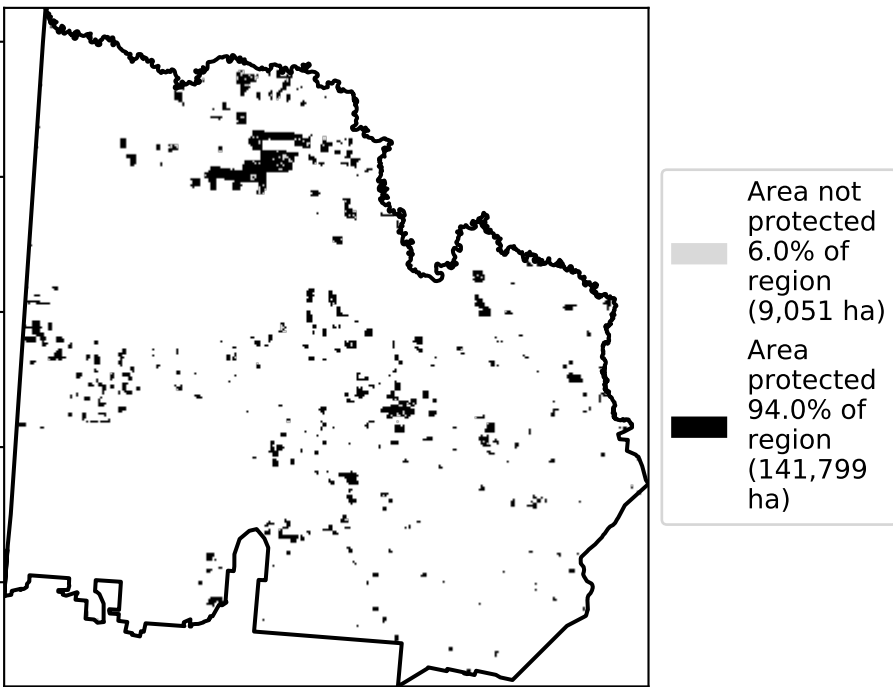 Area not
protected
6.0% of
region
(9,051 ha)
Area
protected
94.0% of
region
(141,799
ha)